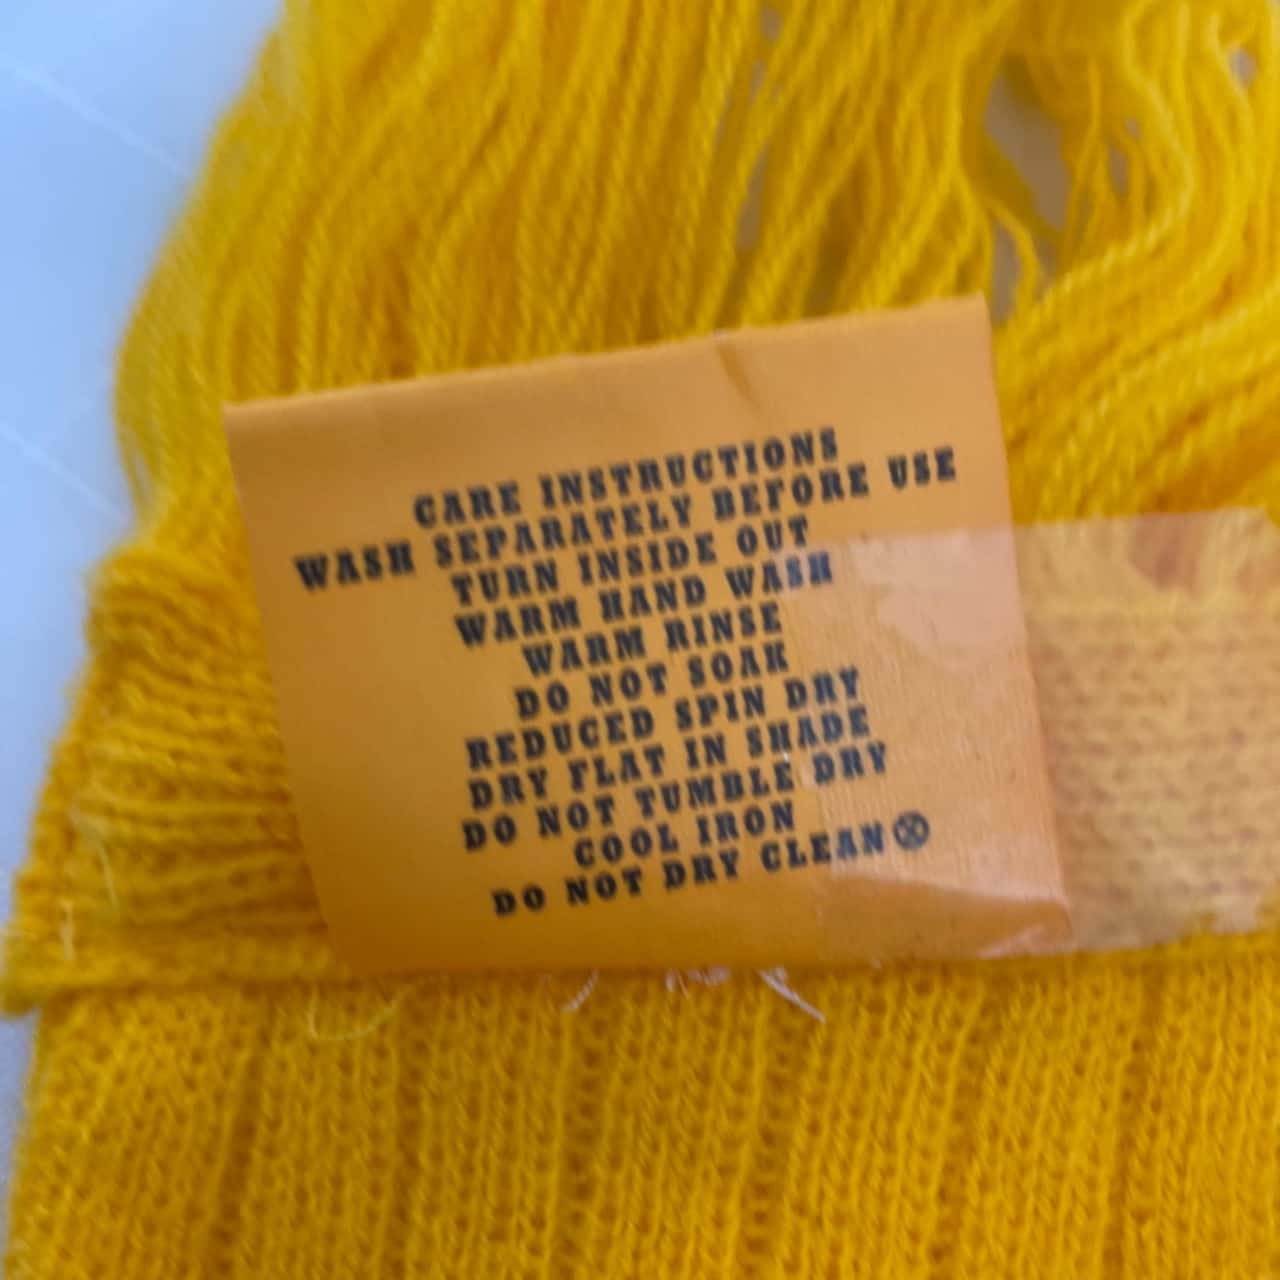 CARE INSTRUCTIONS
WASH SEPARATELY BEFORE USE
TURN INSIDE OUT
WARM HAND WASH
WARM RINSE
DO NOT SOAK
REDUCED SPIN DRY
DRY FLAT IN SHADE
DO NOT TUMBLE DRY
COOL IRON
DO NOT DRY CLEAN